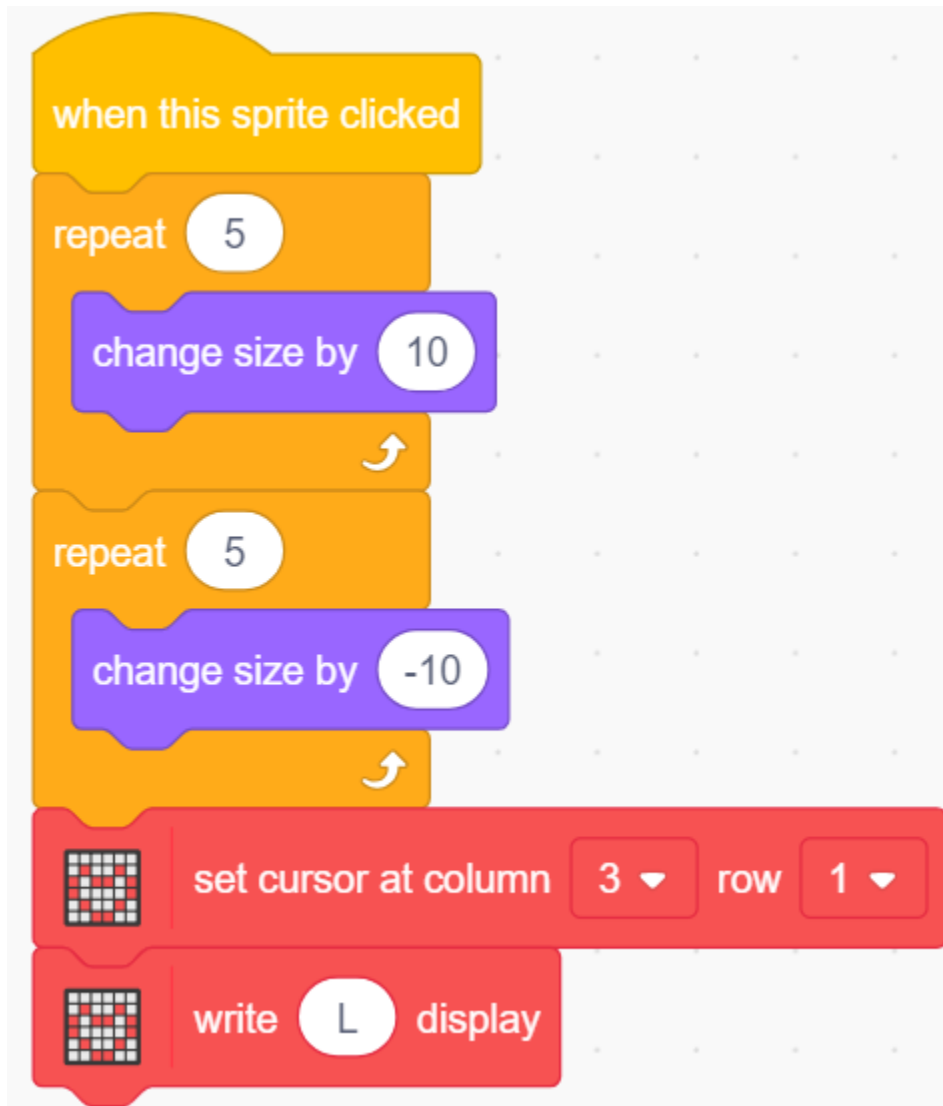 when this sprite clicked
repeat 5
change size by 10
repeat 5
change size by -10
set cursor at column 3 row 1
write L display